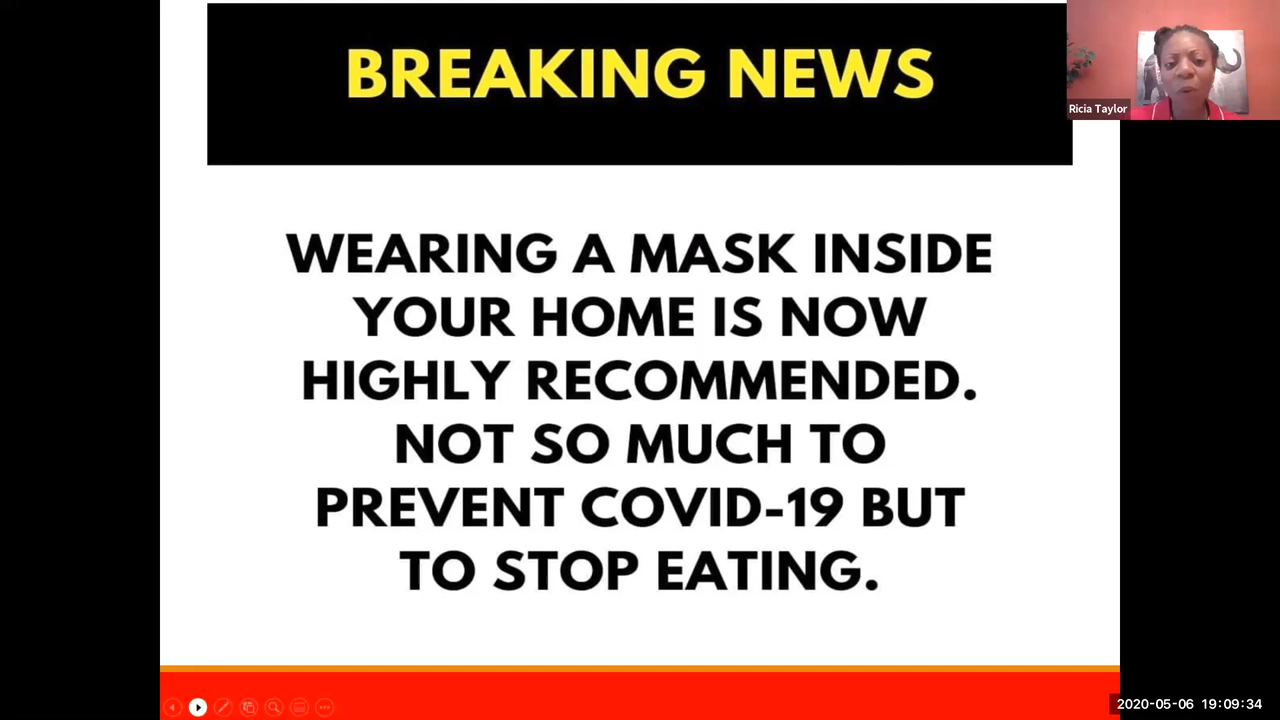 BREAKING NEWS
Ricia Taylor
WEARING A MASK INSIDE
YOUR HOME IS NOW
HIGHLY RECOMMENDED.
NOT SO MUCH TO
PREVENT COVID-19 BUT
TO STOP EATING.
2020-05-06 19:09:34